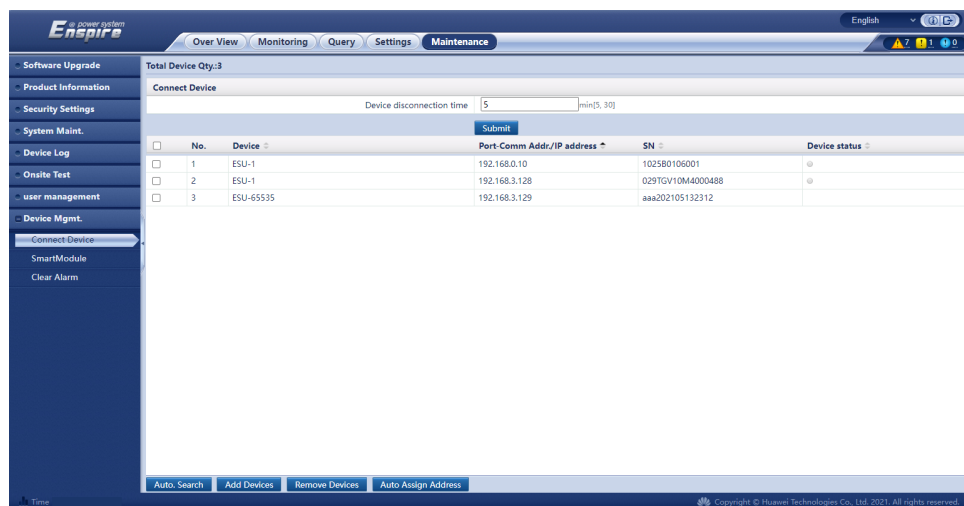 English
Enspire power system
Over View Monitoring Query Settings Maintenance
7 1 0
Software Upgrade
Product Information
Security Settings
System Maint.
Device Log
Onsite Test
user management
Device Mgmt.
Connect Device
SmartModule
Clear Alarm
Total Device Qty.:3
Connect Device
Device disconnection time 5 min[5, 30]
Submit
No. Device Port-Comm Addr./IP address SN Device status
1 ESU-1 192.168.0.10 1025B0106001
2 ESU-1 192.168.3.128 029TGV10M4000488
3 ESU-65535 192.168.3.129 aaa202105132312
Auto. Search Add Devices Remove Devices Auto Assign Address
Time
Copyright © Huawei Technologies Co., Ltd. 2021. All rights reserved.